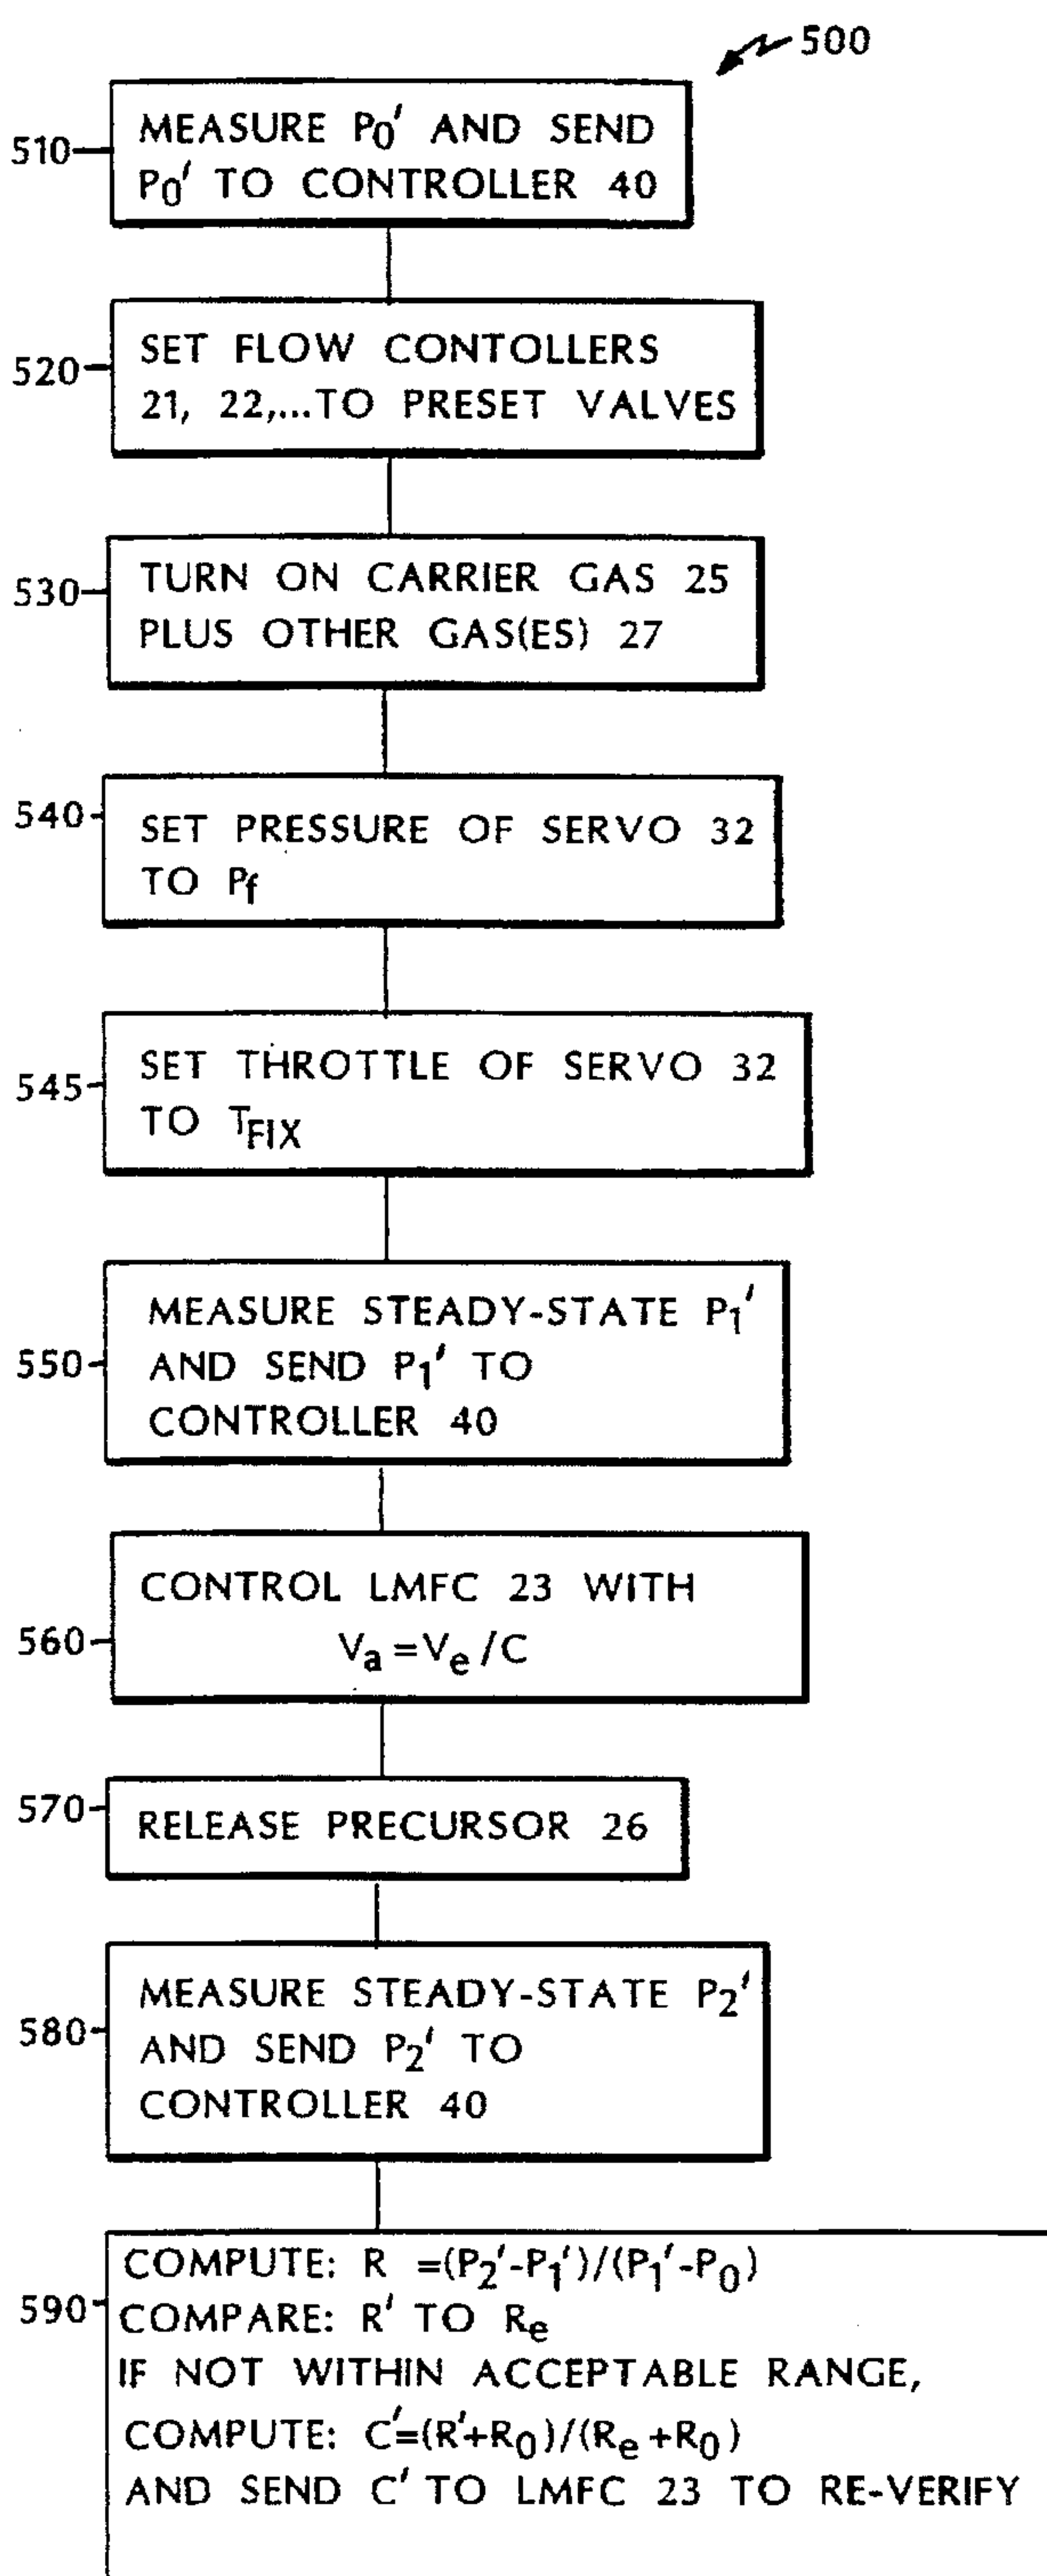 500
510
MEASURE P0' AND SEND
P0' TO CONTROLLER 40
520
SET FLOW CONTOLLERS
21, 22,...TO PRESET VALVES
530
TURN ON CARRIER GAS 25
PLUS OTHER GAS(ES) 27
540
SET PRESSURE OF SERVO 32
TO Pf
545
SET THROTTLE OF SERVO 32
TO TFIX
550
MEASURE STEADY-STATE P1'
AND SEND P1' TO
CONTROLLER 40
560
CONTROL LMFC 23 WITH
Va=Ve/C
570
RELEASE PRECURSOR 26
580
MEASURE STEADY-STATE P2'
AND SEND P2' TO
CONTROLLER 40
590
COMPUTE: R =(P2'-P1')/(P1'-P0)
COMPARE: R' TO Re
IF NOT WITHIN ACCEPTABLE RANGE,
COMPUTE: C'=(R'+R0)/(Re+R0)
AND SEND C' TO LMFC 23 TO RE-VERIFY